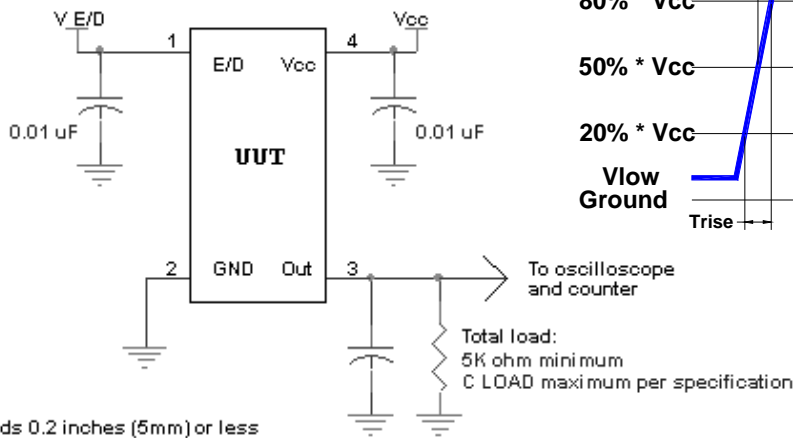 V E/D
Vcc
1
4
E/D
Vcc
0.01 uF
0.01 uF
UUT
2
GND
Out
3
To oscilloscope
and counter
Total load:
5K ohm minimum
C LOAD maximum per specification
0.2 inches (5mm) or less
80% * Vcc
50% * Vcc
20% * Vcc
Vlow
Ground
Trise